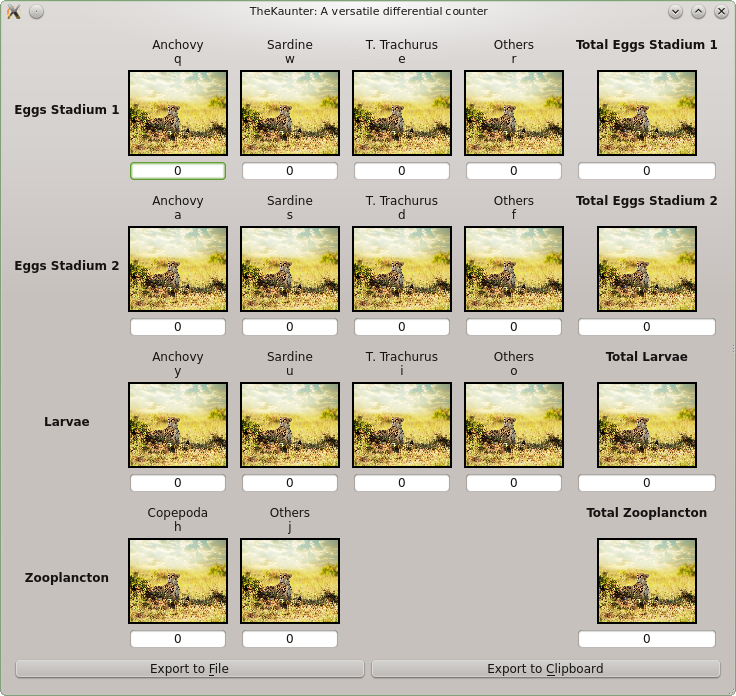 TheKaunter: A versatile differential counter
Anchovy Sardine T. Trachurus Others Total Eggs Stadium 1
q w e r
Eggs Stadium 1
0 0 0 0 0
Anchovy Sardine T. Trachurus Others Total Eggs Stadium 2
a s d f
Eggs Stadium 2
0 0 0 0 0
Anchovy Sardine T. Trachurus Others Total Larvae
y u i o
Larvae
0 0 0 0 0
Copepoda Others Total Zooplancton
h j
Zooplancton
0 0 0
Export to File Export to Clipboard